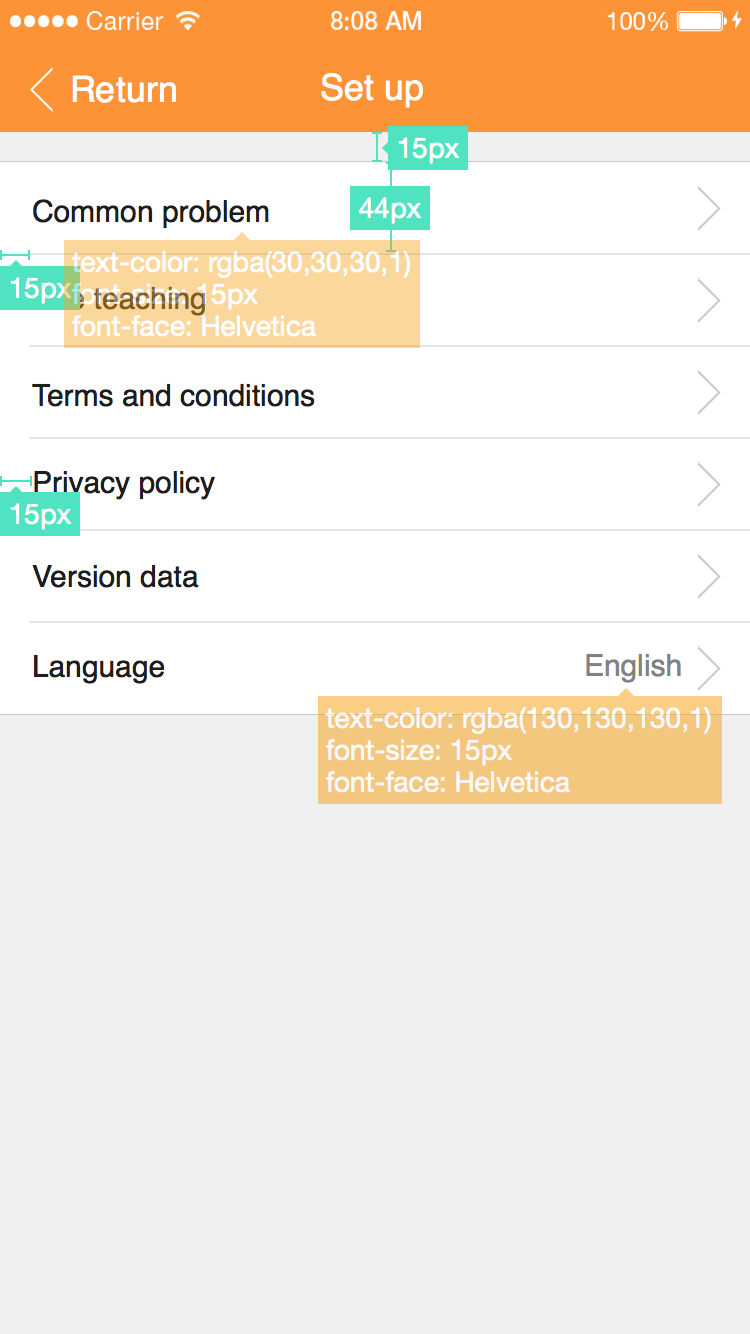 Carrier 8:08 AM 100%
Return Set up
15px
Common problem 44px
text-color: rgba(30,30,30,1)
15px font-size: 15px
teaching
font-face: Helvetica
Terms and conditions
Privacy policy
15px
Version data
Language English
text-color: rgba(130,130,130,1)
font-size: 15px
font-face: Helvetica